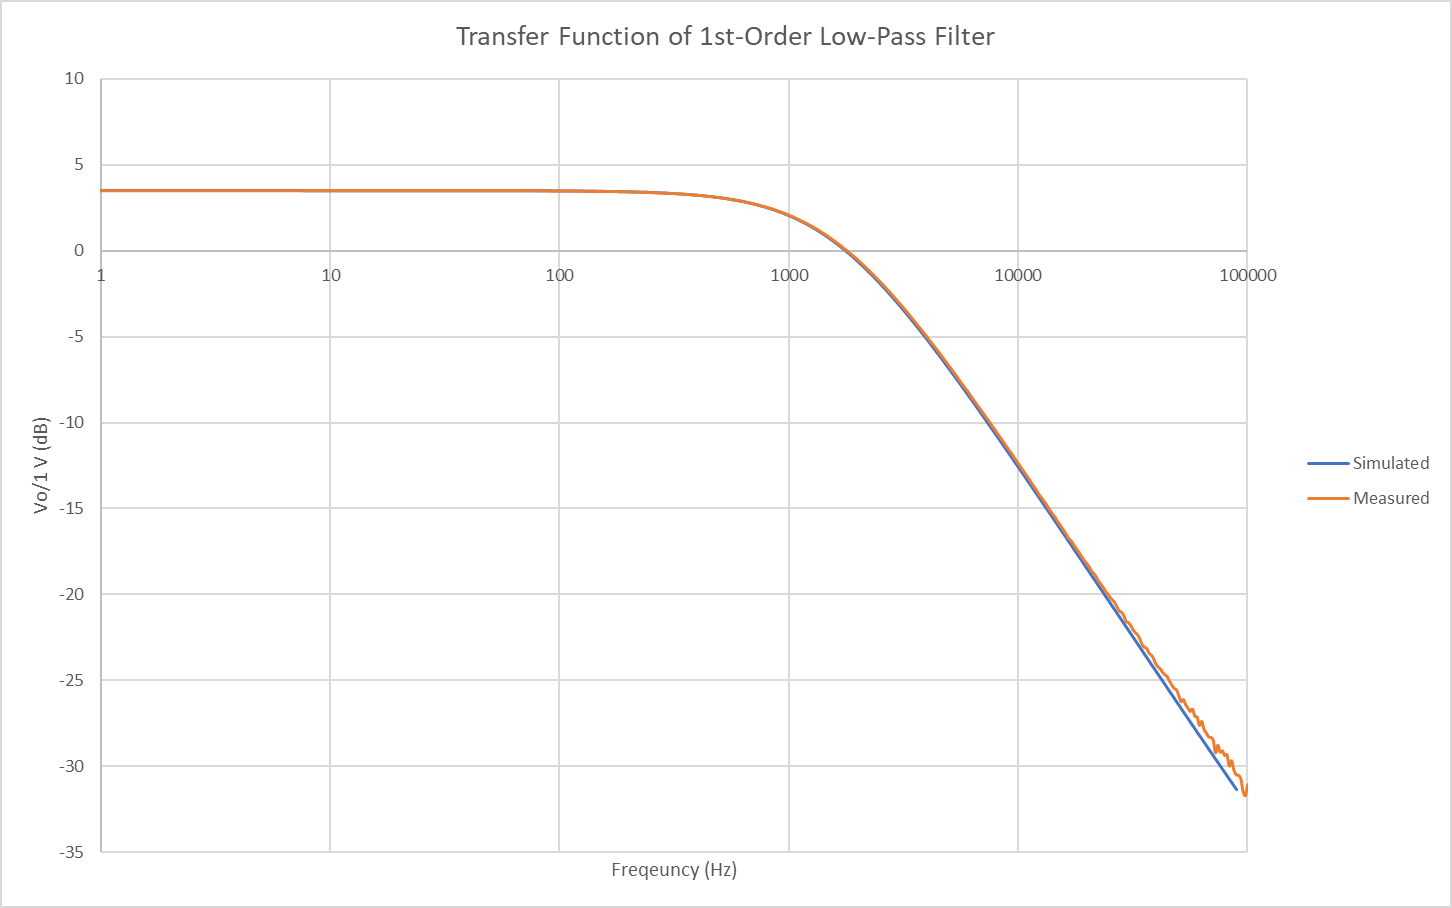 Transfer Function of 1st-Order Low-Pass Filter
10
5
0
1 10 100 1000 10000 100000
-5
-10
Vo/1 V (dB)
-15
-20
-25
-30
-35
Freqeuncy (Hz)
Simulated
Measured